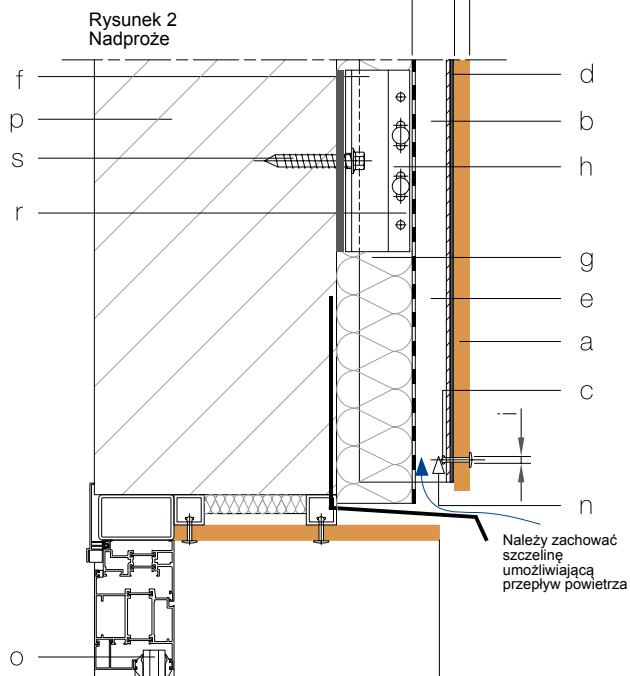 Rysunek 2
Nadproże
f
p
s
r
d
b
h
g
e
a
c
i
n
Należy zachować
szczelinę
umożliwiającą
przepływ powietrza
o